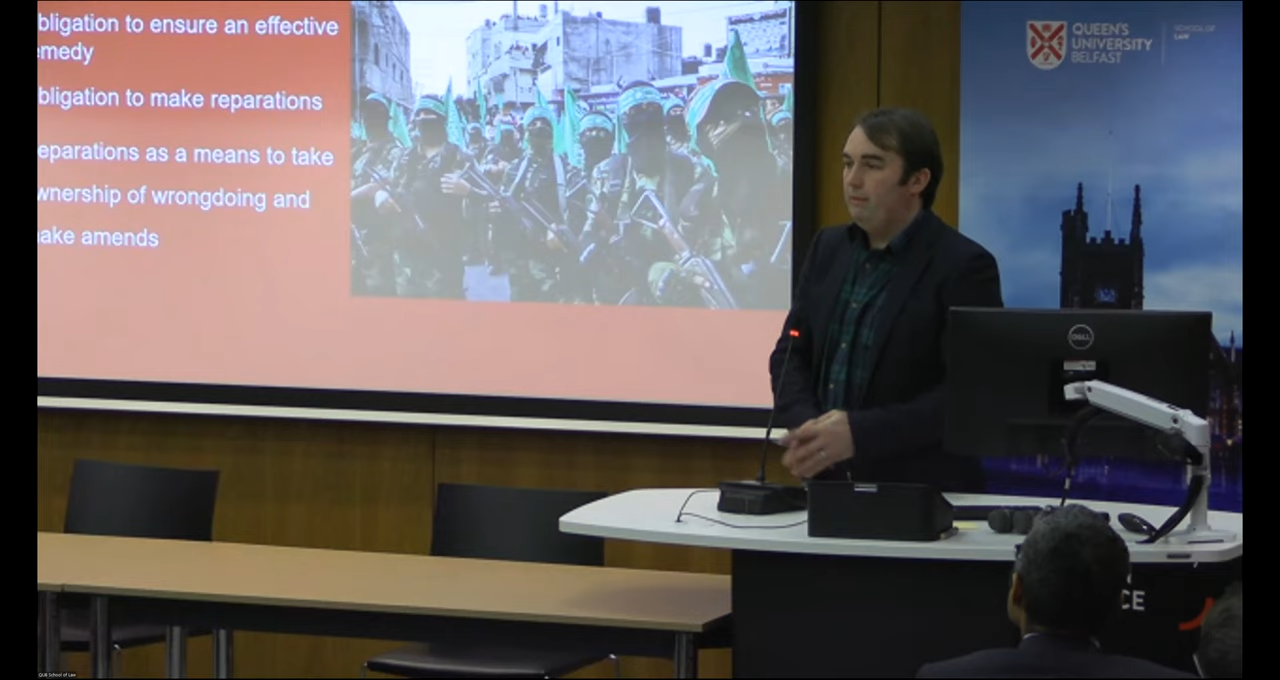 bligation to ensure an effective
emedy
bligation to make reparations
eparations as a means to take
wnership of wrongdoing and
ake amends
QUEEN'S
UNIVERSITY
BELFAST
SCHOOL OF
LAW
DELL
CE
QUB School of Law